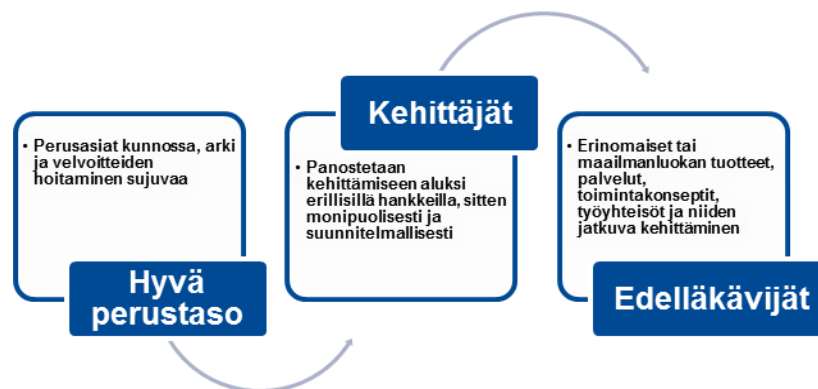 • Perusasiat kunnossa, arki
ja velvoitteiden
hoitaminen sujuvaa
Hyvä
perustaso
Kehittäjät
• Panostetaan
kehittämiseen aluksi
erillisillä hankkeilla, sitten
monipuolisesti ja
suunnitelmallisesti
• Erinomaiset tai
maailmanluokan tuotteet,
palvelut,
toimintakonseptit,
työyhteisöt ja niiden
jatkuva kehittäminen
Edelläkävijät